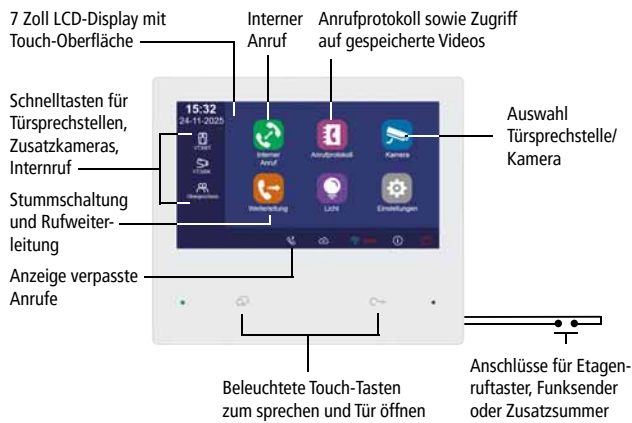 7 Zoll LCD-Display mit
Touch-Oberfläche
Interner
Anruf
Anrufprotokoll sowie Zugriff
auf gespeicherte Videos
Schnelltasten für
Türsprechstellen,
Zusatzkameras,
Internruf
Stummschaltung
und Rufweiter-
leitung
Anzeige verpasste
Anrufe
15:32
24-11-2025
Interner
Anruf
Anrufprotokoll
Kamera
Weiterleitung
Licht
Einstellungen
Auswahl
Türsprechstelle/
Kamera
Beleuchtete Touch-Tasten
zum sprechen und Tür öffnen
Anschlüsse für Etagen-
ruftaster, Funksender
oder Zusatzsummer